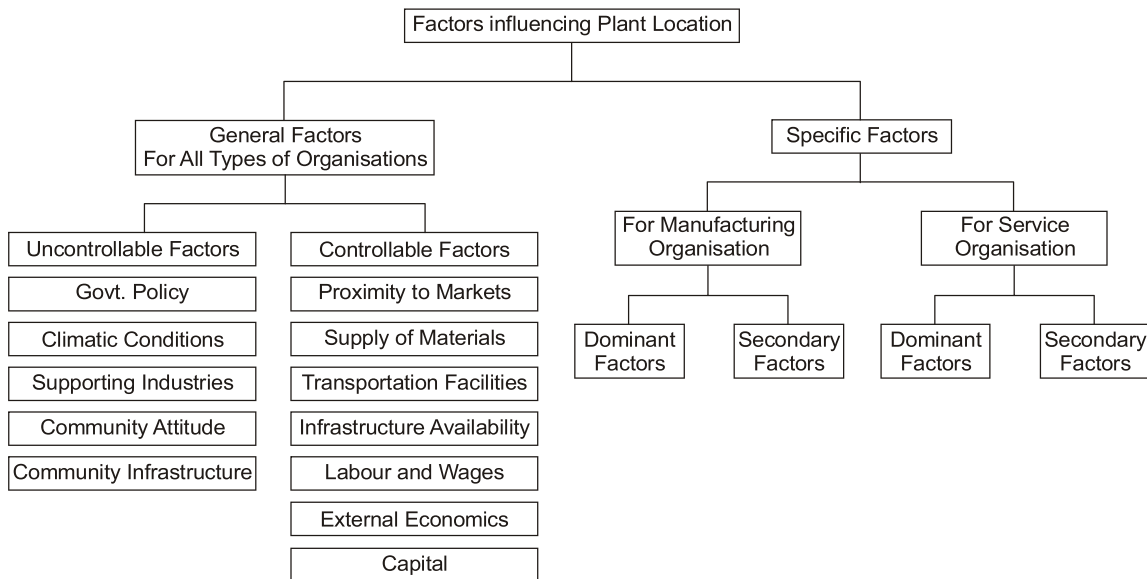 Factors influencing Plant Location
General Factors
For All Types of Organisations
Specific Factors
For Manufacturing
Organisation
For Service
Organisation
Uncontrollable Factors
Govt. Policy
Climatic Conditions
Supporting Industries
Community Attitude
Community Infrastructure
Controllable Factors
Proximity to Markets
Supply of Materials
Transportation Facilities
Infrastructure Availability
Labour and Wages
External Economics
Capital
Dominant
Factors
Secondary
Factors
Dominant
Factors
Secondary
Factors